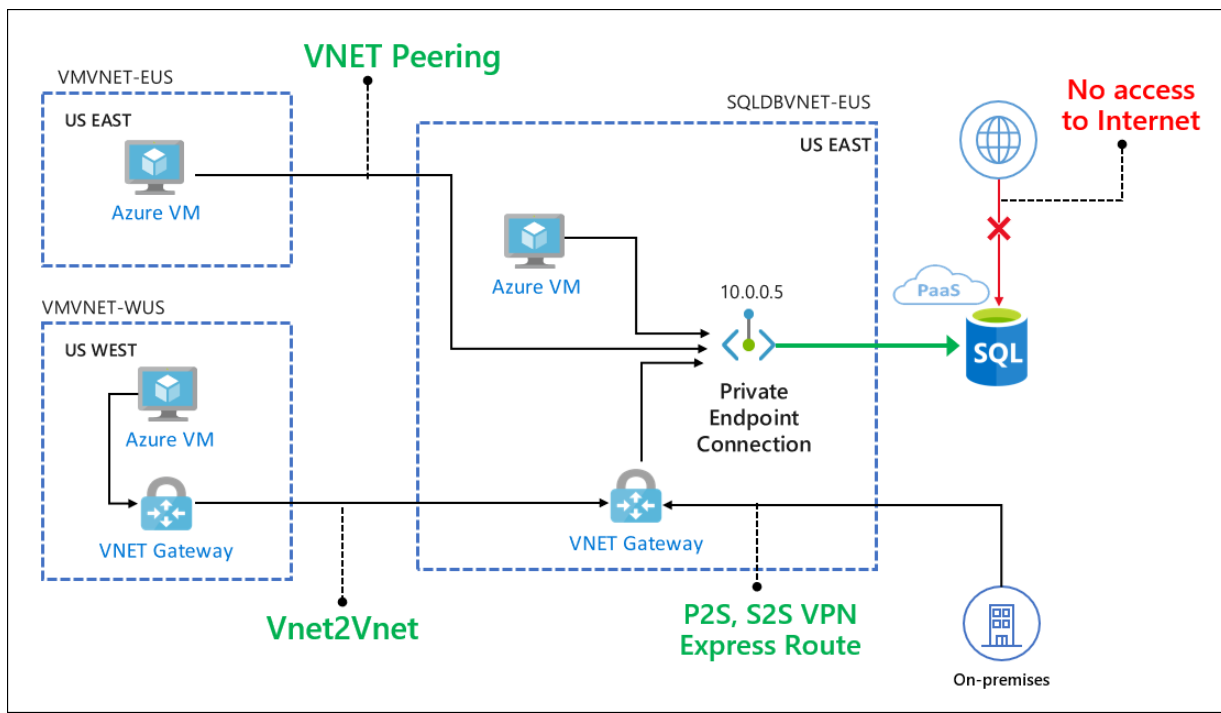 VNET Peering
VMVNET-EUS
US EAST
Azure VM
SQLDBVNET-EUS
US EAST
No access
to Internet
Azure VM
10.0.0.5
PaaS
SQL
Private
Endpoint
Connection
VMVNET-WUS
US WEST
Azure VM
VNET Gateway
VNET Gateway
Vnet2Vnet
P2S, S2S VPN
Express Route
On-premises